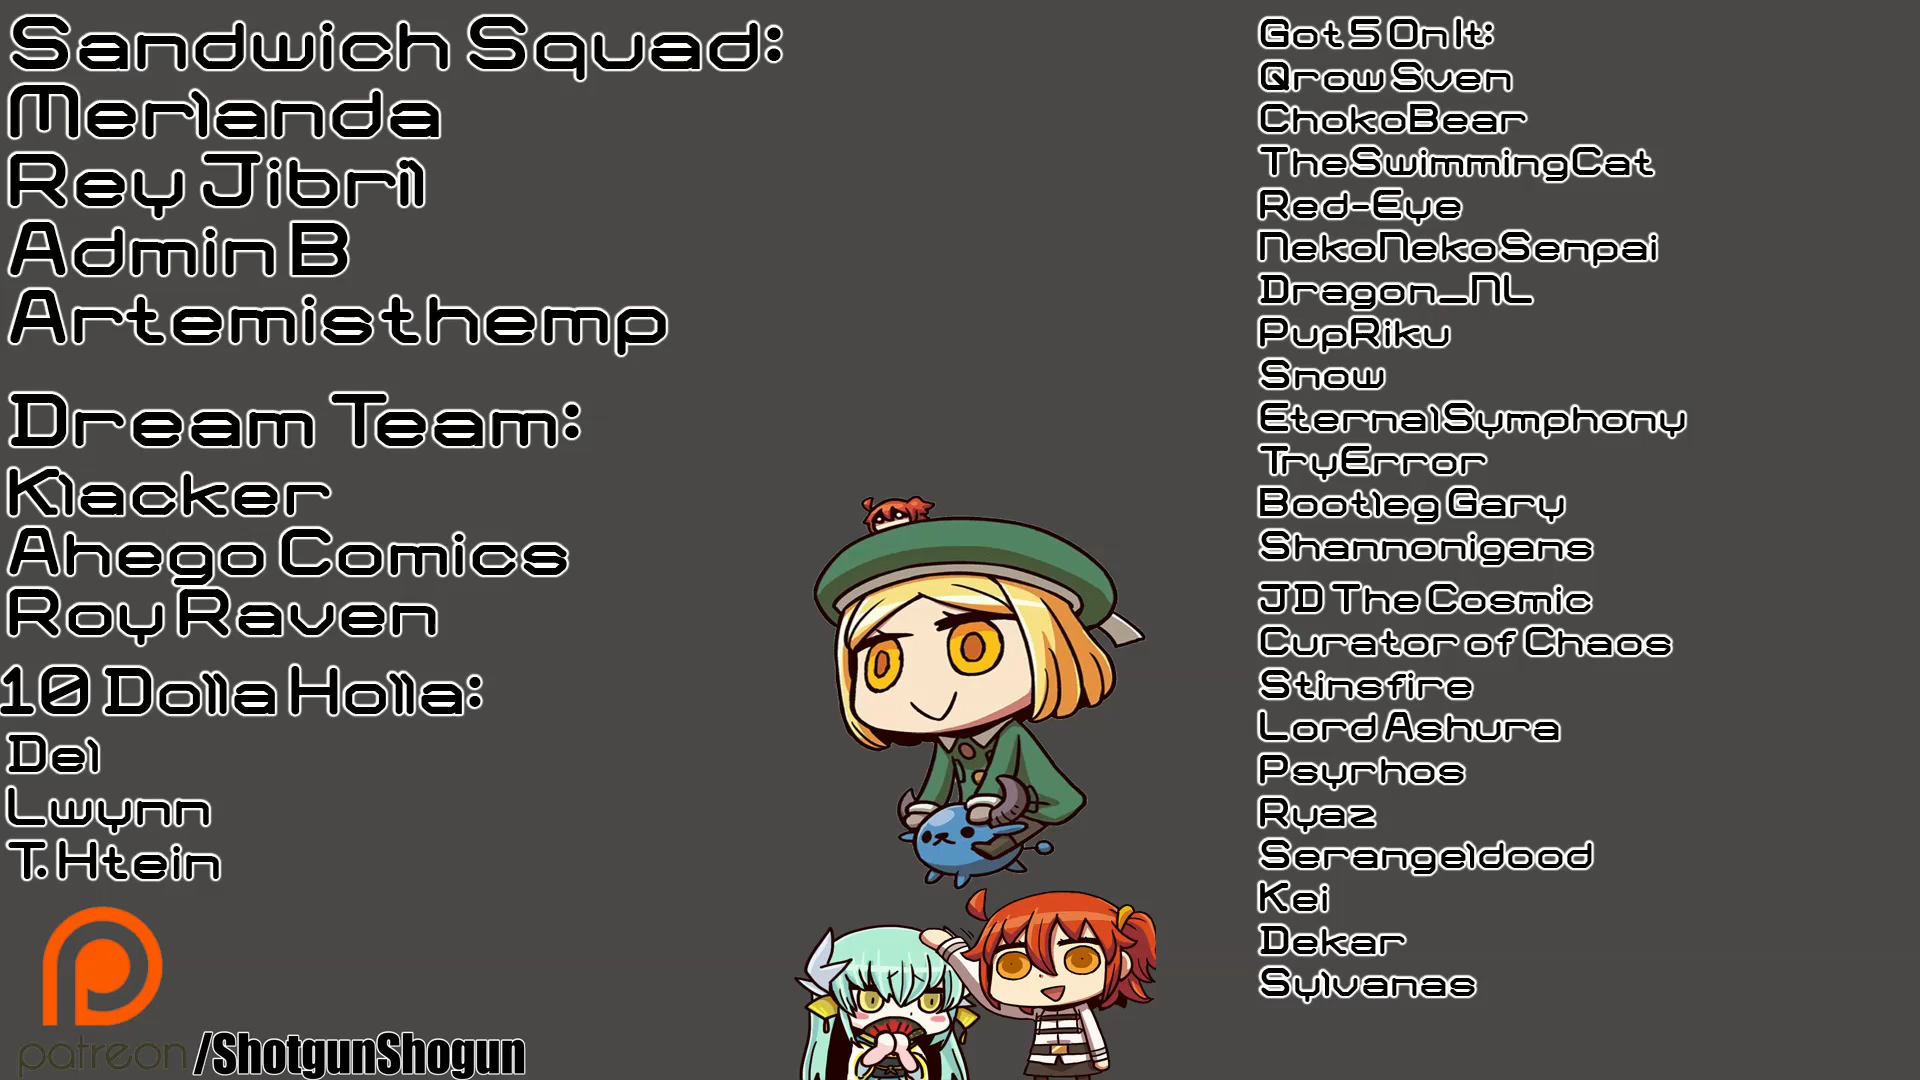 Sandwich Squad:
Merlanda
Rey Jibril
Admin B
Artemisthemp
Dream Team:
Klacker
Ahego Comics
Roy Raven
10 Dolla Holla:
Del
Lwynn
T. Htein
patreon /ShotgunShogun
Got 5 On It:
Qrow Sven
ChokoBear
TheSwimmingCat
Red-Eye
NekoNekoSenpai
Dragon_NL
PupRiku
Snow
EternalSymphony
TryError
Bootleg Gary
Shannonigans
JD The Cosmic
Curator of Chaos
Stinsfire
Lord Ashura
Psyrhos
Ryaz
Serangeldood
Kei
Dekar
Sylvanas